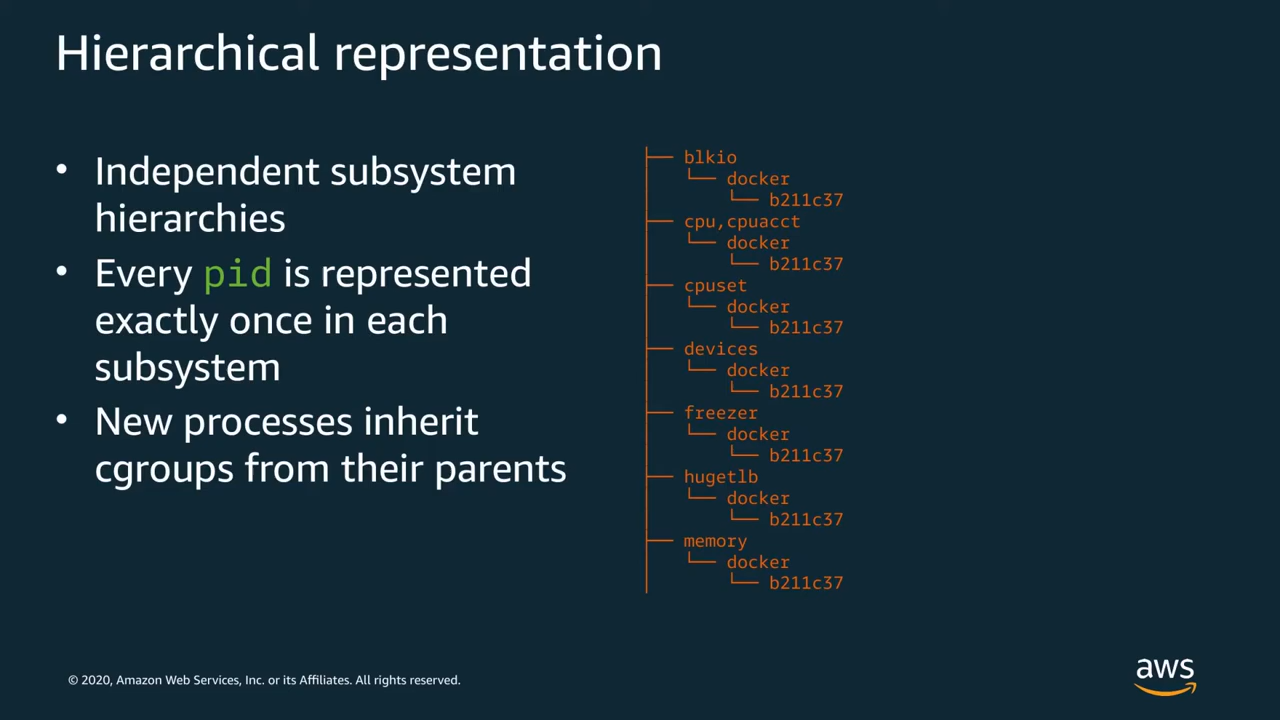 Hierarchical representation
• Independent subsystem
hierarchies
• Every pid is represented
exactly once in each
subsystem
• New processes inherit
cgroups from their parents
├── blkio
│   └── docker
│       └── b211c37
├── cpu,cpuacct
│   └── docker
│       └── b211c37
├── cpuset
│   └── docker
│       └── b211c37
├── devices
│   └── docker
│       └── b211c37
├── freezer
│   └── docker
│       └── b211c37
├── hugetlb
│   └── docker
│       └── b211c37
├── memory
│   └── docker
│       └── b211c37
© 2020, Amazon Web Services, Inc. or its Affiliates. All rights reserved.
aws